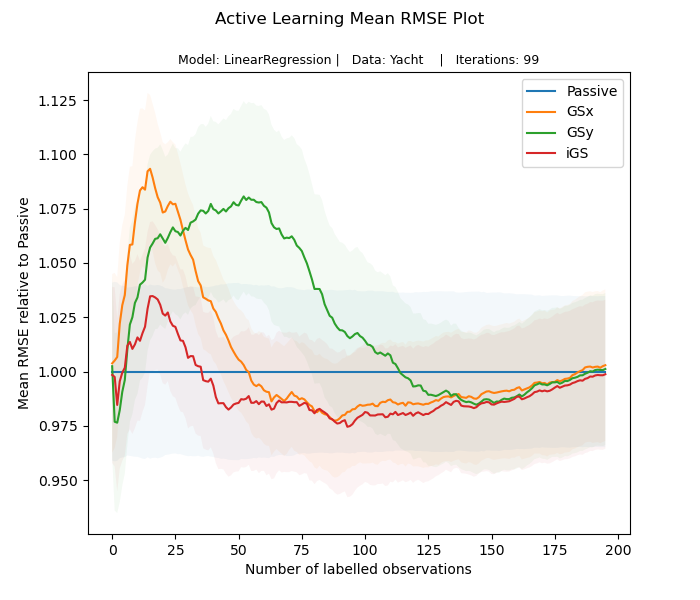 Active Learning Mean RMSE Plot
Model: LinearRegression |   Data: Yacht    |   Iterations: 99
Passive
GSx
GSy
iGS
1.125
1.100
1.075
1.050
1.025
1.000
0.975
0.950
Mean RMSE relative to Passive
0 25 50 75 100 125 150 175 200
Number of labelled observations